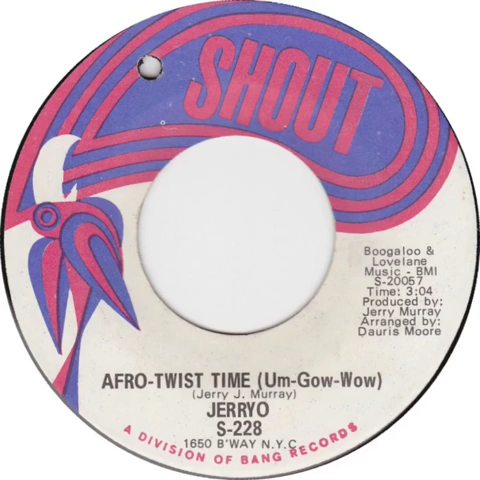 SHOUT
Boogaloo &
Lovelane
Music - BMI
S-20057
Time: 3:04
Produced by:
Jerry Murray
Arranged by:
Dauris Moore
AFRO-TWIST TIME (Um-Gow-Wow)
(Jerry J. Murray)
JERRYO
S-228
1650 B'WAY N.Y.C.
A DIVISION OF BANG RECORDS